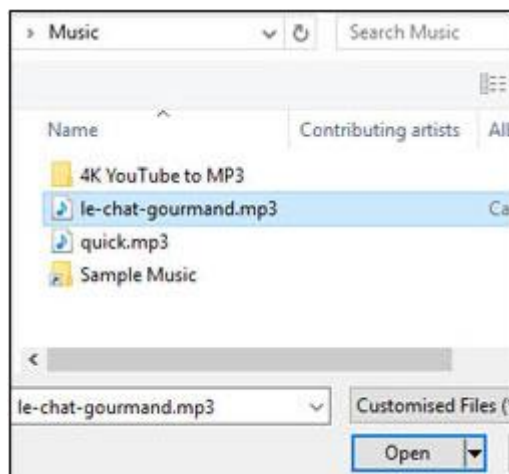 Music
Search Music
Name Contributing artists
4K YouTube to MP3
le-chat-gourmand.mp3
quick.mp3
Sample Music
le-chat-gourmand.mp3 Customised Files (
Open